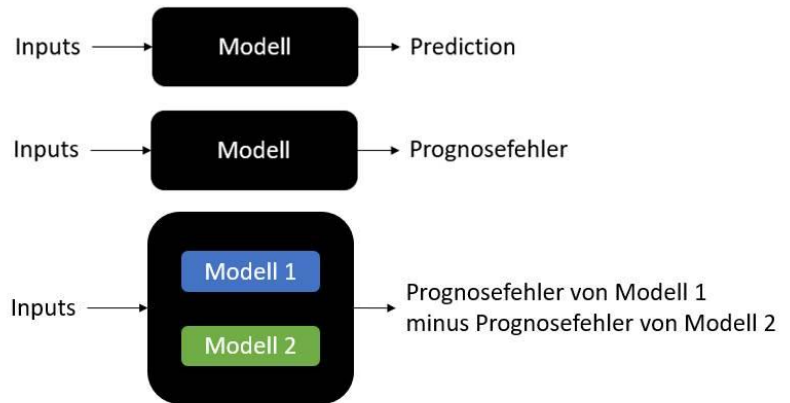 Inputs
Modell
Prediction
Inputs
Modell
Prognosefehler
Inputs
Modell 1
Modell 2
Prognosefehler von Modell 1
minus Prognosefehler von Modell 2